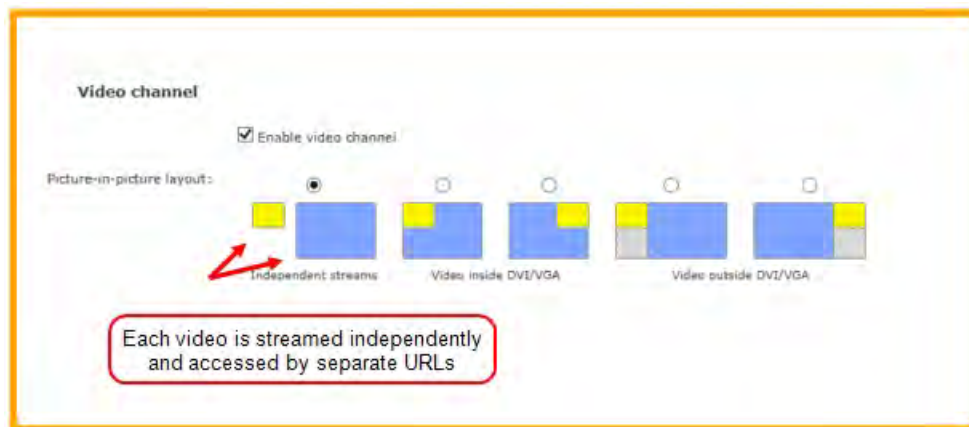 Video channel
Enable video channel
Picture-in-picture layout:
Independent streams Video inside DVI/VGA Video outside DVI/VGA
Each video is streamed independently
and accessed by separate URLs